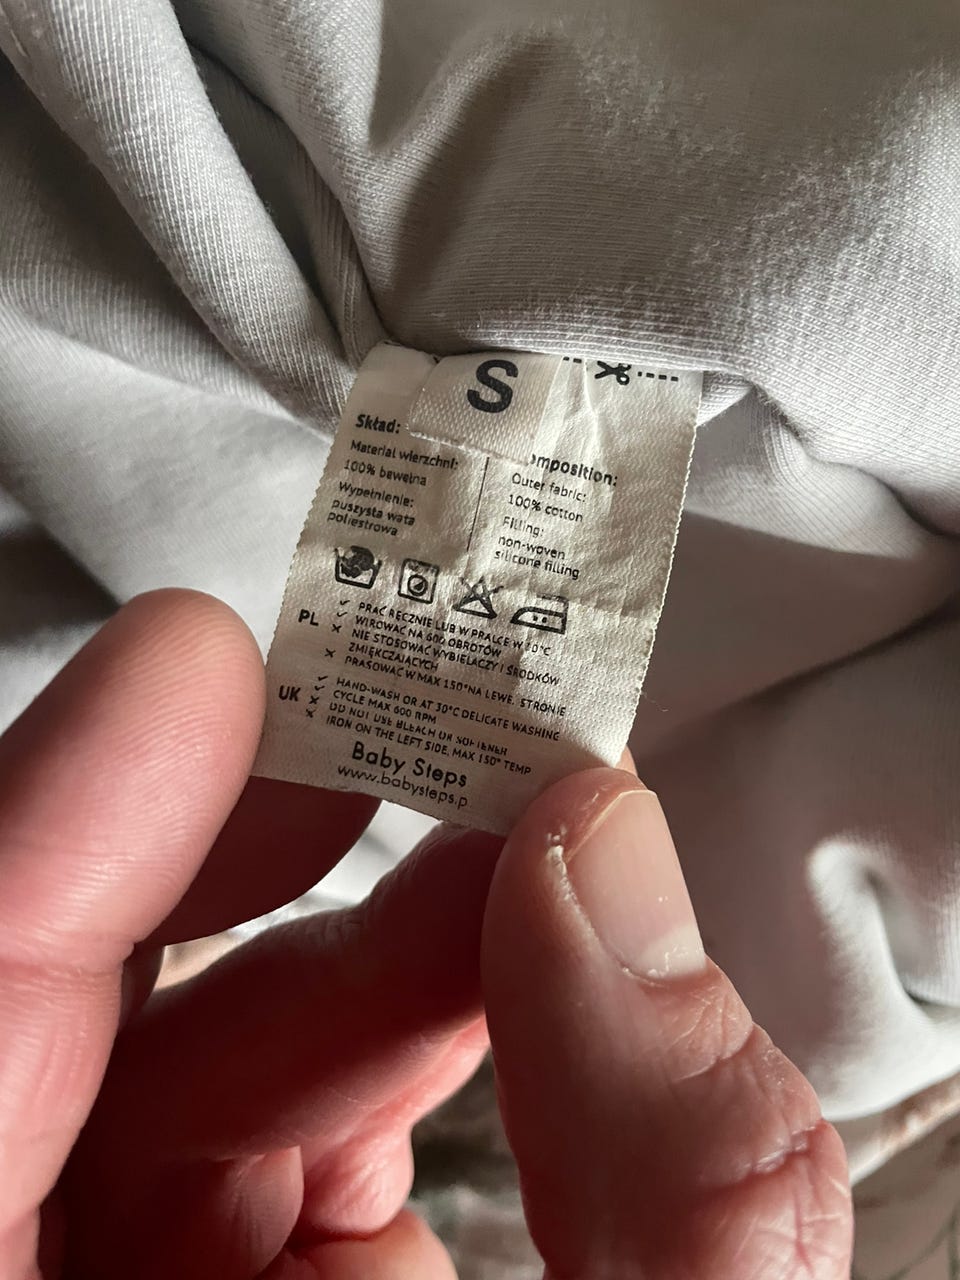 S
Skład:
Materiał wierzchni:
100% bawełna
Wypełnienie:
puszysta wata
poliestrowa
omposition:
Outer fabric:
100% cotton
Filling:
non-woven
silicone filling
PL
PRAĆ RĘCZNIE LUB W PRALCE W 30°C
WIROWAĆ NA 600 OBROTÓW
NIE STOSOWAĆ WYBIELACZY I ŚRODKÓW
ZMIĘKCZAJĄCYCH
PRASOWAĆ W MAX 150° NA LEWEJ STRONIE
UK
HAND-WASH OR AT 30°C DELICATE WASHING
CYCLE MAX 600 RPM
DO NOT USE BLEACH OR SOFTENER
IRON ON THE LEFT SIDE, MAX 150° TEMP
Baby Steps
www.babysteps.p